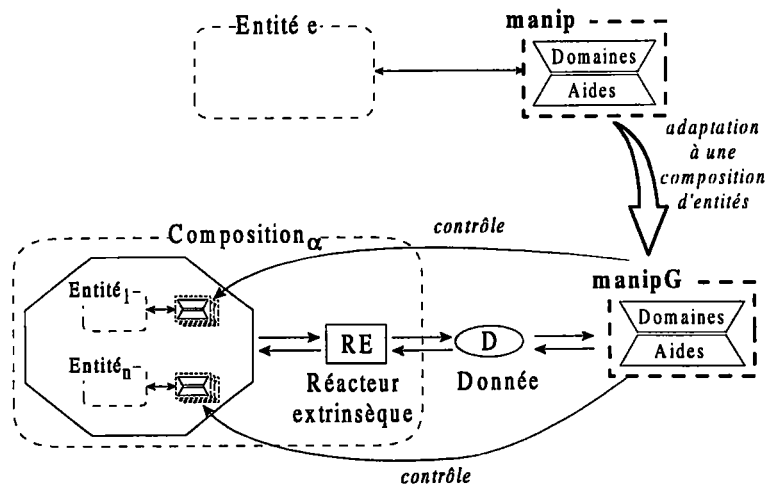 Entité e
manip
Domaines
Aides
adaptation
à une
composition
d'entités
Compositionα
contrôle
manipG
Entité1
Entitén
RE
D
Domaines
Aides
Réacteur
extrinsèque
Donnée
contrôle